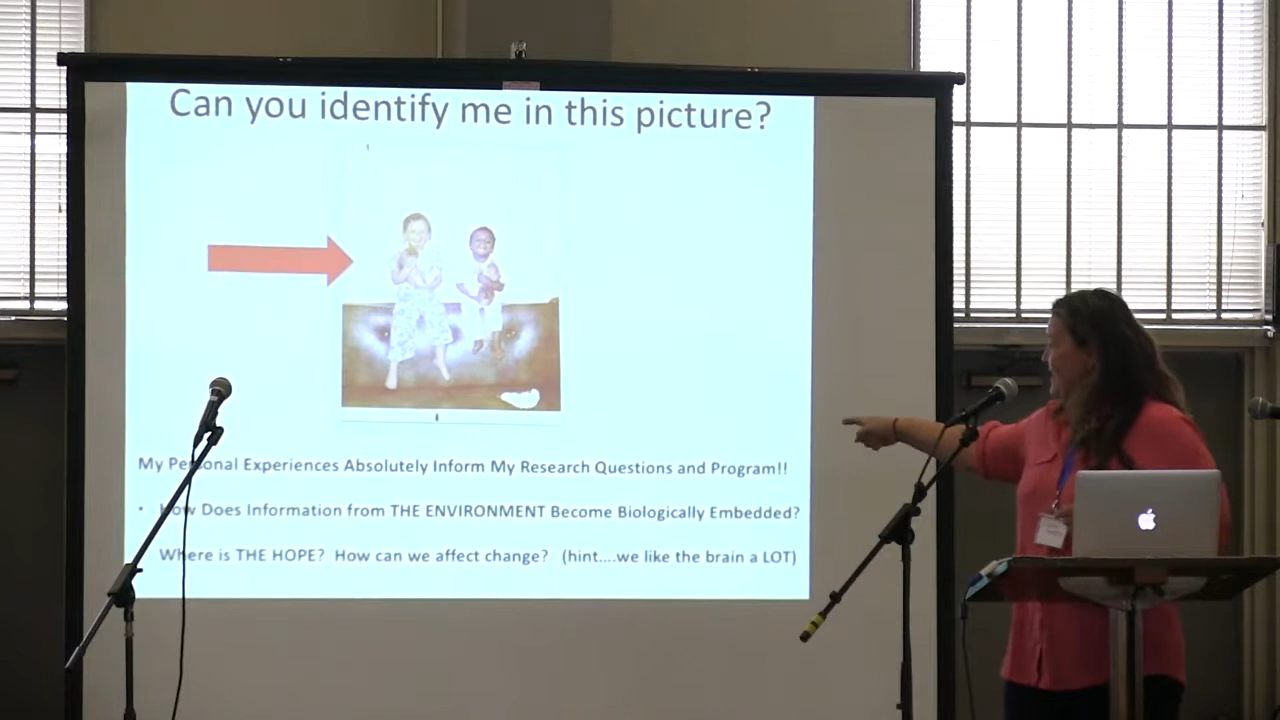 Can you identify me in this picture?
My Personal Experiences Absolutely Inform My Research Questions and Program!!
• How Does Information from THE ENVIRONMENT Become Biologically Embedded?
Where is THE HOPE? How can we affect change? (hint....we like the brain a LOT)